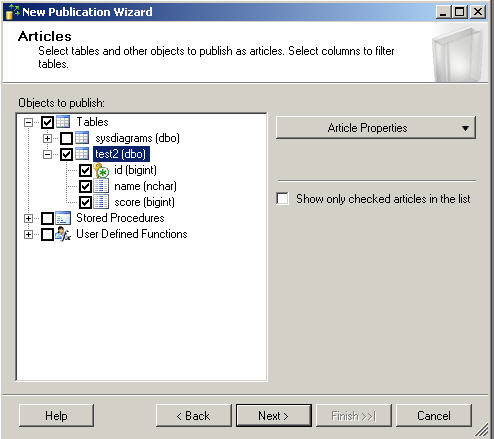 New Publication Wizard
Articles
Select tables and other objects to publish as articles. Select columns to filter
tables.
Objects to publish:
Tables
sysdiagrams (dbo)
test2 (dbo)
id (bigint)
name (nchar)
score (bigint)
Stored Procedures
User Defined Functions
Article Properties
Show only checked articles in the list
Help
< Back
Next >
Finish >>|
Cancel